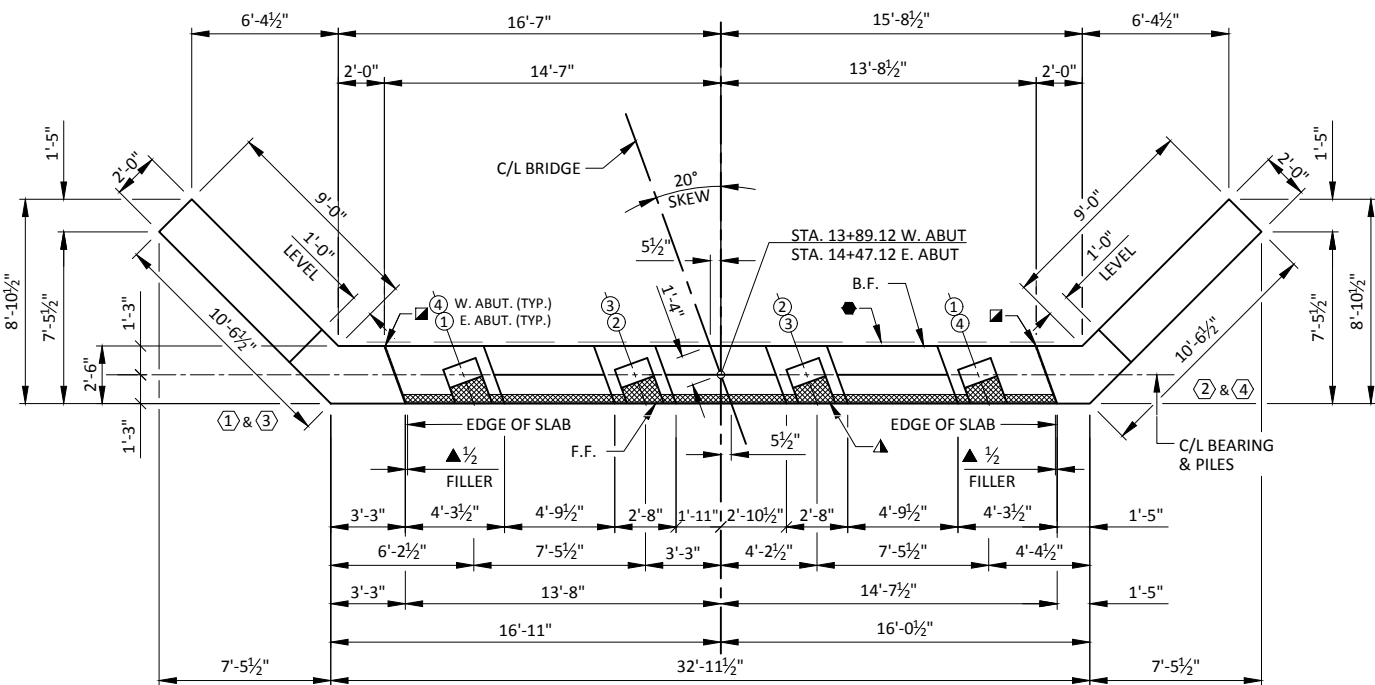 6'-4½" 16'-7" 15'-8½" 6'-4½"
2'-0" 14'-7" 13'-8½" 2'-0"
1'-5"
2'-0"
9'-0"
1'-0"
LEVEL
8'-10½"
7'-5½"
1'-3"
2'-6"
1'-3"
10'-6½"
C/L BRIDGE
20°
SKEW
5½"
1'-4"
STA. 13+89.12 W. ABUT
STA. 14+47.12 E. ABUT
B.F.
9'-0"
1'-0"
LEVEL
2'-0"
1'-5"
10'-6½"
7'-5½"
8'-10½"
4 W. ABUT. (TYP.)
1 E. ABUT. (TYP.)
3
2
2
3
1
4
1 & 3
2 & 4
EDGE OF SLAB
EDGE OF SLAB
F.F.
5½"
C/L BEARING
& PILES
½
FILLER
½
FILLER
3'-3" 4'-3½" 4'-9½" 2'-8" 1'-11" 2'-10½" 2'-8" 4'-9½" 4'-3½" 1'-5"
6'-2½" 7'-5½" 3'-3" 4'-2½" 7'-5½" 4'-4½"
3'-3" 13'-8" 14'-7½" 1'-5"
16'-11" 16'-0½"
7'-5½" 32'-11½" 7'-5½"